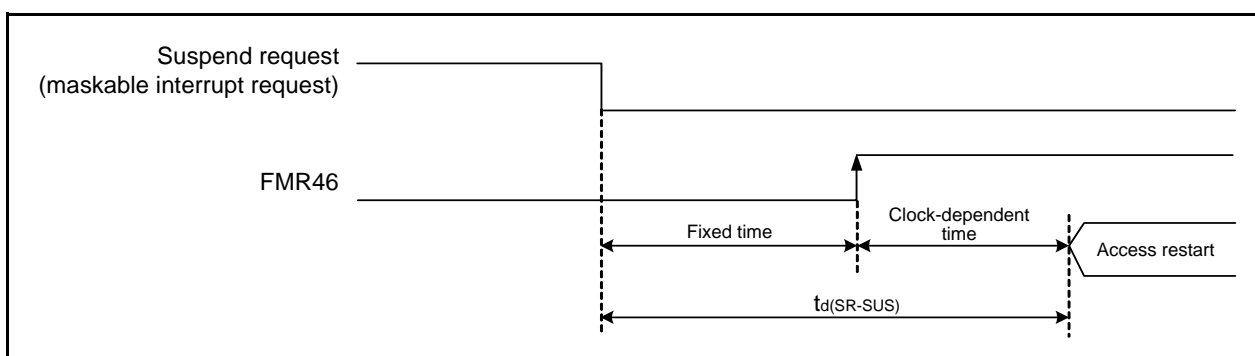 Suspend request
(maskable interrupt request)
FMR46
Fixed time
Clock-dependent
time
Access restart
td(SR-SUS)